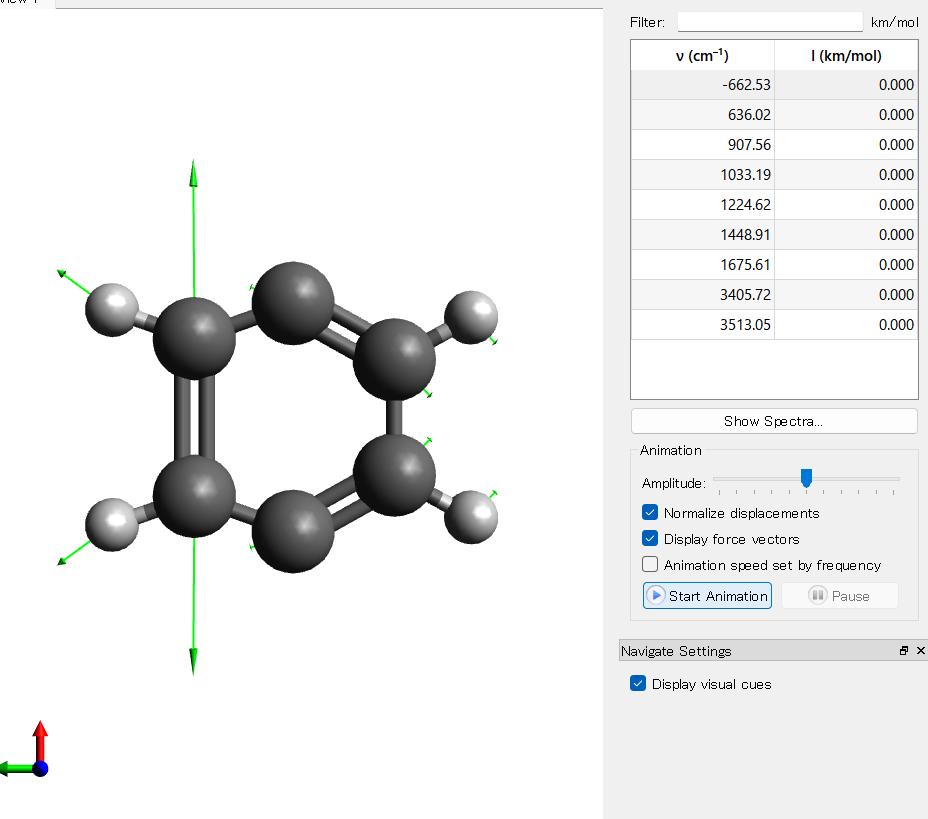 View 1
Filter: km/mol
ν (cm⁻¹) I (km/mol)
-662.53 0.000
636.02 0.000
907.56 0.000
1033.19 0.000
1224.62 0.000
1448.91 0.000
1675.61 0.000
3405.72 0.000
3513.05 0.000
Show Spectra...
Animation
Amplitude:
Normalize displacements
Display force vectors
Animation speed set by frequency
Start Animation Pause
Navigate Settings
Display visual cues